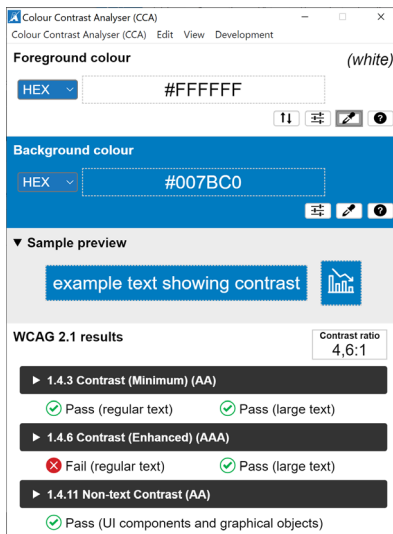 Colour Contrast Analyser (CCA)
Colour Contrast Analyser (CCA) Edit View Development
Foreground colour (white)
HEX #FFFFFF
Background colour
HEX #007BC0
▼ Sample preview
example text showing contrast
WCAG 2.1 results
Contrast ratio
4,6:1
▶ 1.4.3 Contrast (Minimum) (AA)
Pass (regular text) Pass (large text)
▶ 1.4.6 Contrast (Enhanced) (AAA)
Fail (regular text) Pass (large text)
▶ 1.4.11 Non-text Contrast (AA)
Pass (UI components and graphical objects)